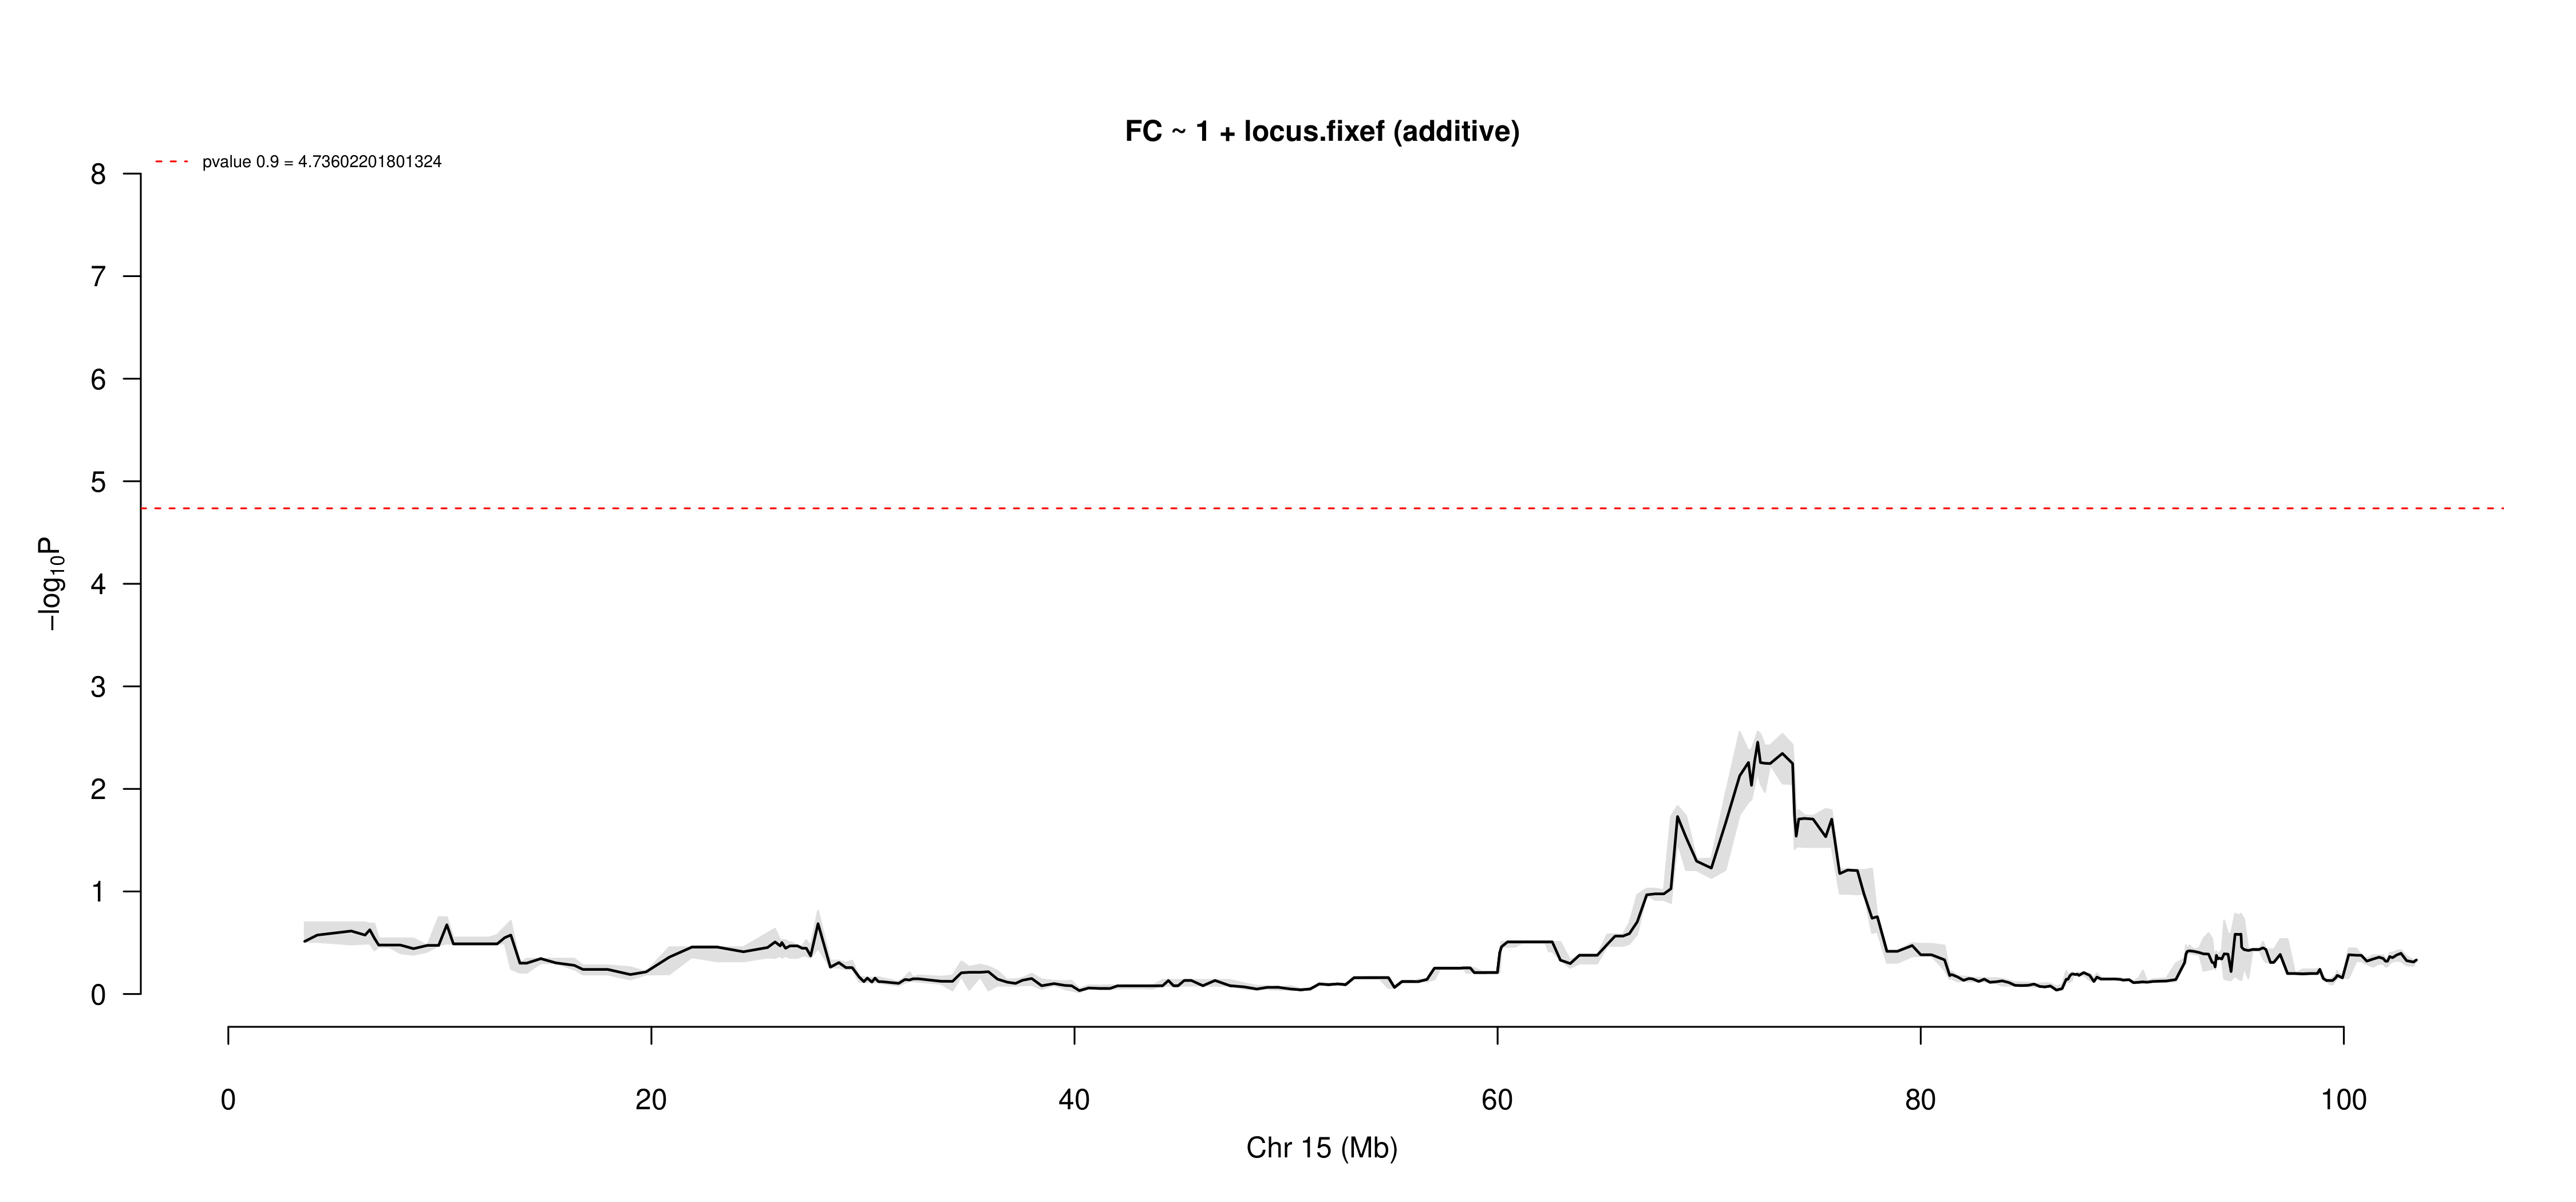 FC ~ 1 + locus.fixef (additive)
pvalue 0.9 = 4.73602201801324
8
7
6
5
4
3
2
1
0
−log10P
0 20 40 60 80 100
Chr 15 (Mb)